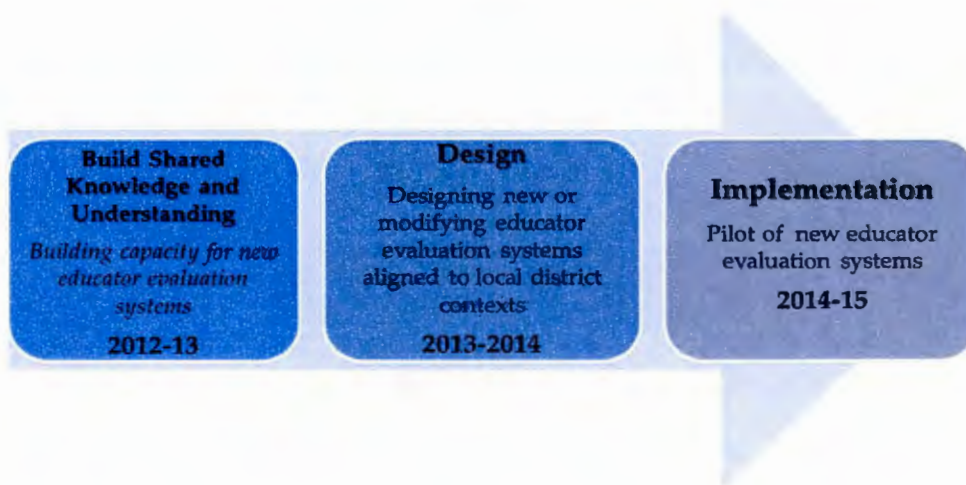 Build Shared
Knowledge and
Understanding
Building capacity for new
educator evaluation
systems
2012-13
Design
Designing new or
modifying educator
evaluation systems
aligned to local district
contexts
2013-2014
Implementation
Pilot of new educator
evaluation systems
2014-15